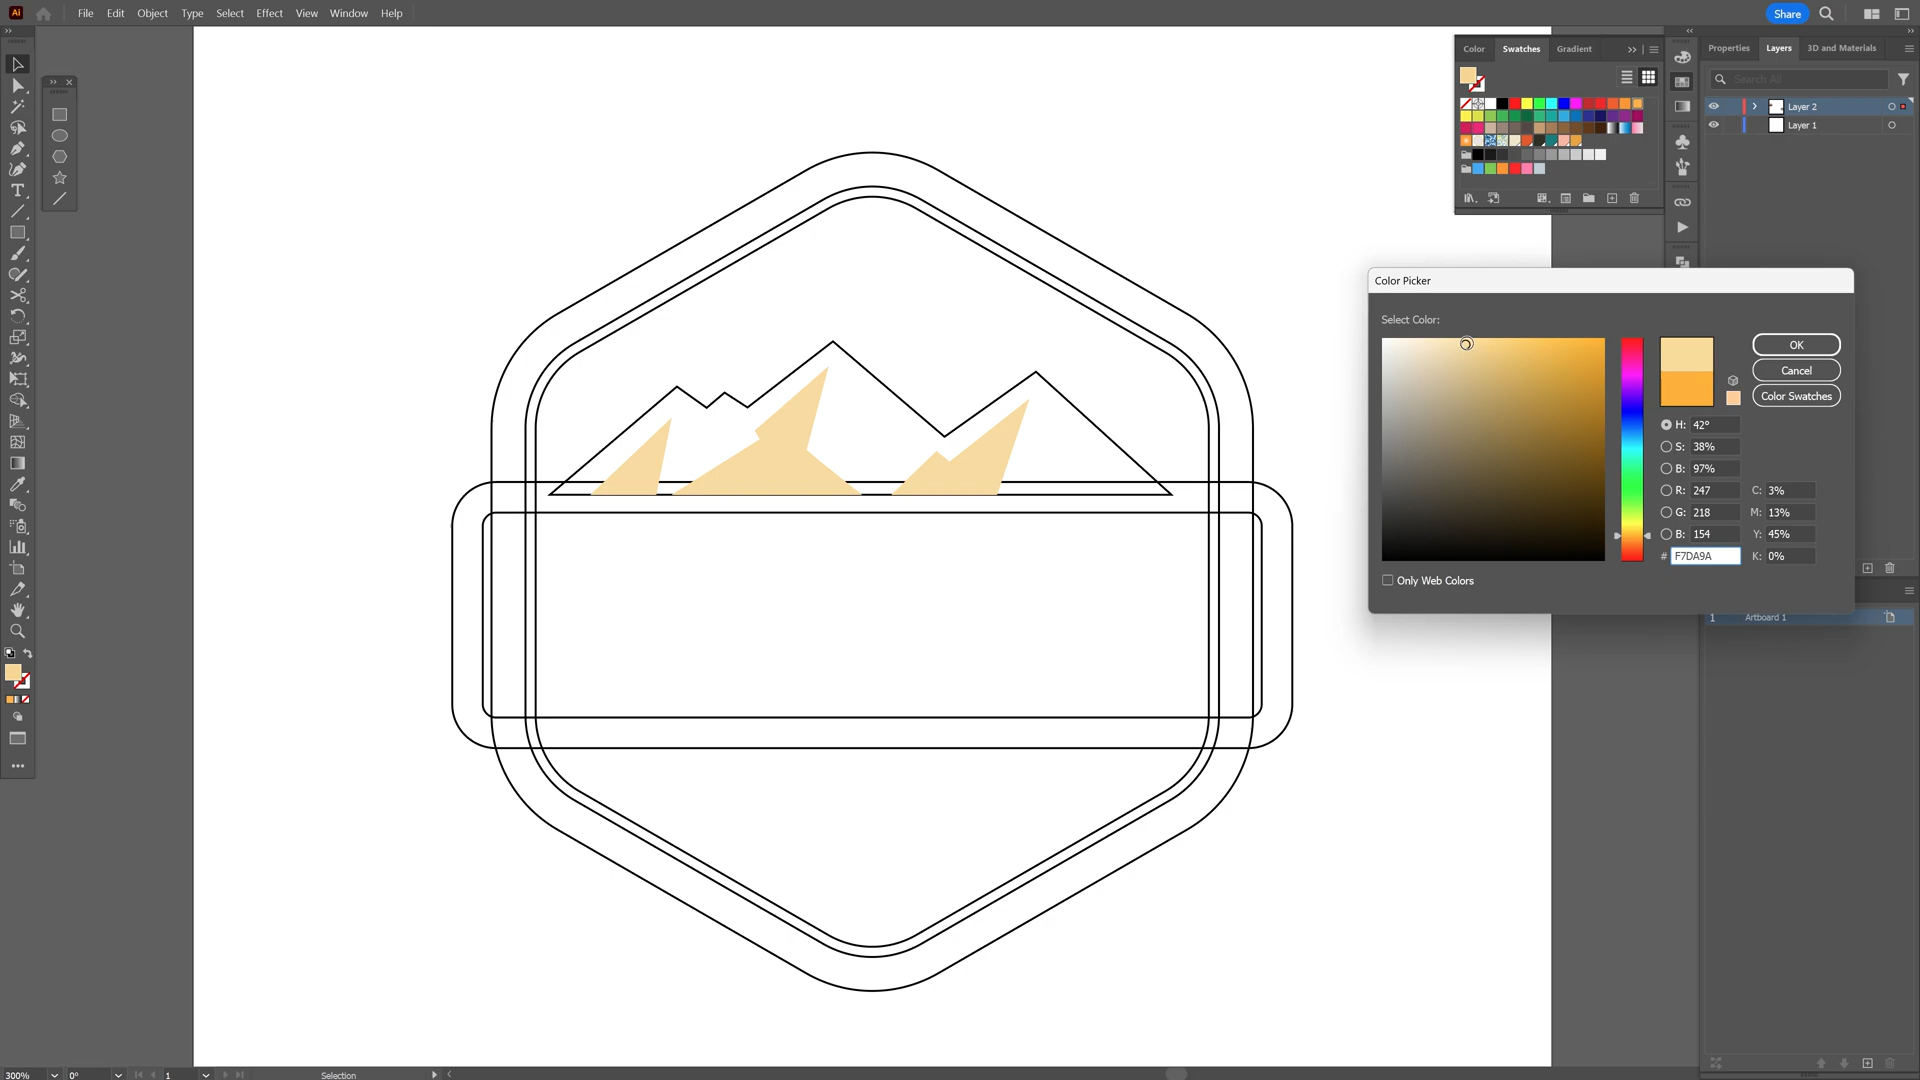 Ai File Edit Object Type Select Effect View Window Help Share
Color Swatches Gradient
Properties Layers 3D and Materials
Search All
Layer 2
Layer 1
Color Picker
Select Color:
OK
Cancel
Color Swatches
H: 42°
S: 38%
B: 97%
R: 247 C: 3%
G: 218 M: 13%
B: 154 Y: 45%
# F7DA9A K: 0%
Only Web Colors
1 Artboard 1
300% 0° 1 Selection